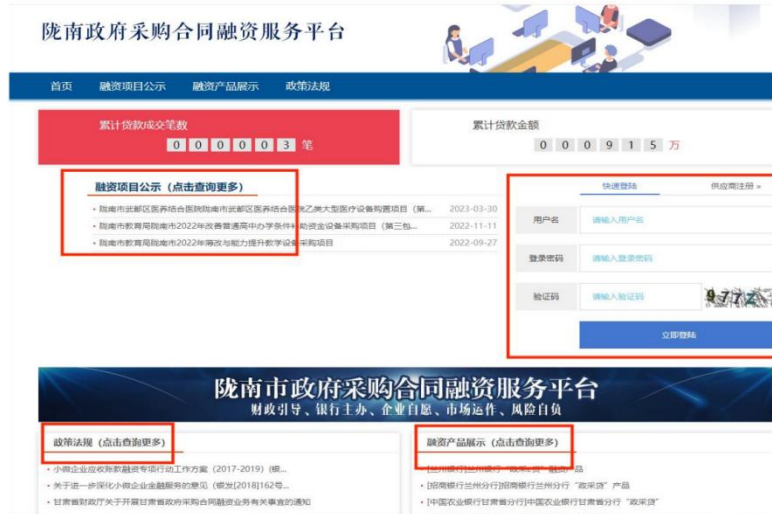 陇南政府采购合同融资服务平台
首页 融资项目公示 融资产品展示 政策法规
累计贷款成交笔数
000003 笔
累计贷款金额
000915 万
融资项目公示（点击查询更多）
· 陇南市武都区医养结合医院陇南市武都区医养结合医院乙类大型医疗设备购置项目（第... 2023-03-30
· 陇南市教育局陇南市2022年改善普通高中办学条件补助资金设备采购项目（第三包... 2022-11-11
· 陇南市教育局陇南市2022年薄改与能力提升教学设备采购项目 2022-09-27
快速登陆 供应商注册»
用户名 请输入用户名
登录密码 请输入登录密码
验证码 请输入验证码
立即登陆
陇南市政府采购合同融资服务平台
财政引导、银行主办、企业自愿、市场运作、风险自负
政策法规（点击查询更多）
· 小微企业应收账款融资专项行动工作方案（2017-2019）（银...
· 关于进一步深化小微企业金融服务的意见（银发[2018]162号...
· 甘肃省财政厅关于开展甘肃省政府采购合同融资业务有关事宜的通知
融资产品展示（点击查询更多）
· [兰州银行]兰州银行“政采e贷”融资产品
· [招商银行兰州分行]招商银行兰州分行“政采贷”产品
· [中国农业银行甘肃省分行]中国农业银行甘肃省分行“政采贷”